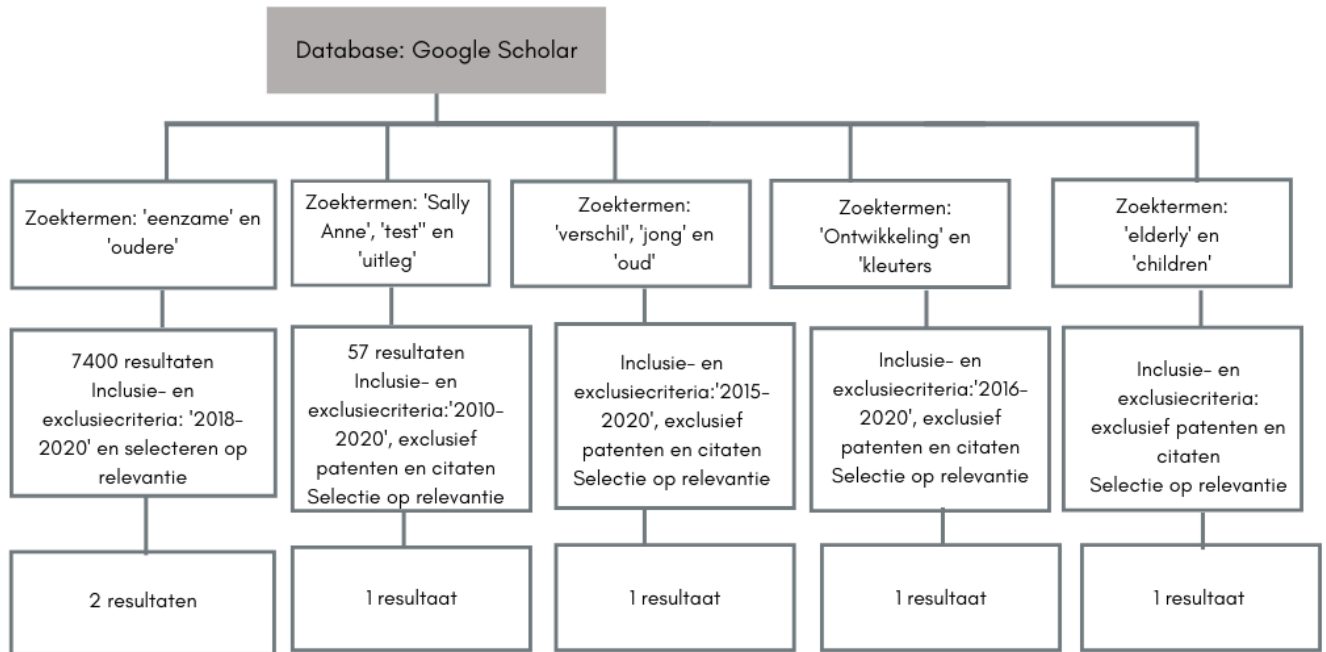 Database: Google Scholar
Zoektermen: 'eenzame' en
'oudere'
Zoektermen: 'Sally
Anne', 'test'' en
'uitleg'
Zoektermen:
'verschil', 'jong' en
'oud'
Zoektermen:
'Ontwikkeling' en
'kleuters
Zoektermen:
'elderly' en
'children'
7400 resultaten
Inclusie- en
exclusiecriteria: '2018-
2020' en selecteren op
relevantie
57 resultaten
Inclusie- en
exclusiecriteria:'2010-
2020', exclusief
patenten en citaten
Selectie op relevantie
Inclusie- en
exclusiecriteria:'2015-
2020', exclusief
patenten en citaten
Selectie op relevantie
Inclusie- en
exclusiecriteria:'2016-
2020', exclusief
patenten en citaten
Selectie op relevantie
Inclusie- en
exclusiecriteria:
exclusief patenten en
citaten
Selectie op relevantie
2 resultaten
1 resultaat
1 resultaat
1 resultaat
1 resultaat